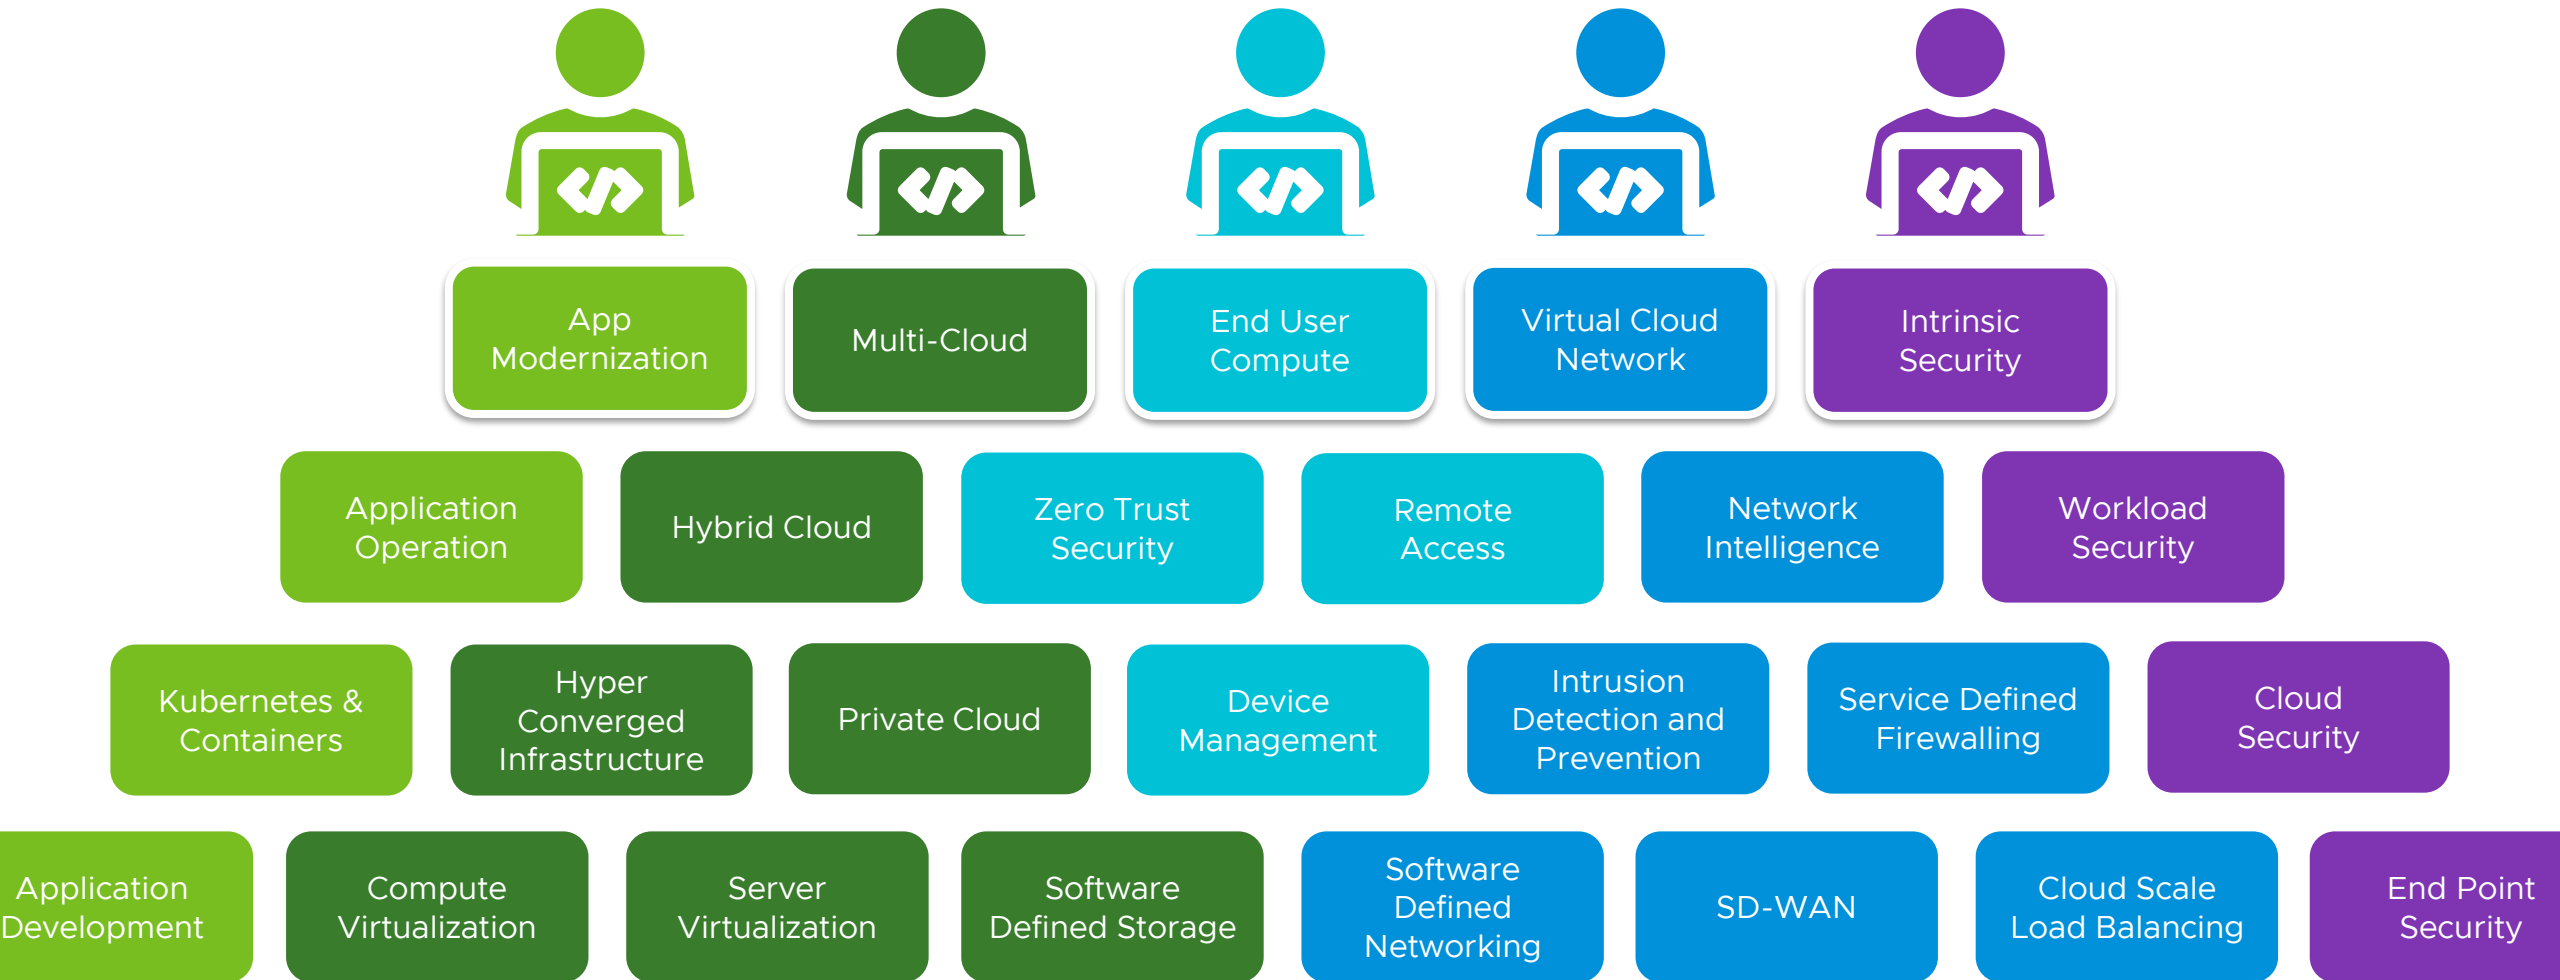 App
Modernization
Multi-Cloud
End User
Compute
Virtual Cloud
Network
Intrinsic
Security
Application
Operation
Hybrid Cloud
Zero Trust
Security
Remote
Access
Network
Intelligence
Workload
Security
Kubernetes &
Containers
Hyper
Converged
Infrastructure
Private Cloud
Device
Management
Intrusion
Detection and
Prevention
Service Defined
Firewalling
Cloud
Security
Application
Development
Compute
Virtualization
Server
Virtualization
Software
Defined Storage
Software
Defined
Networking
SD-WAN
Cloud Scale
Load Balancing
End Point
Security